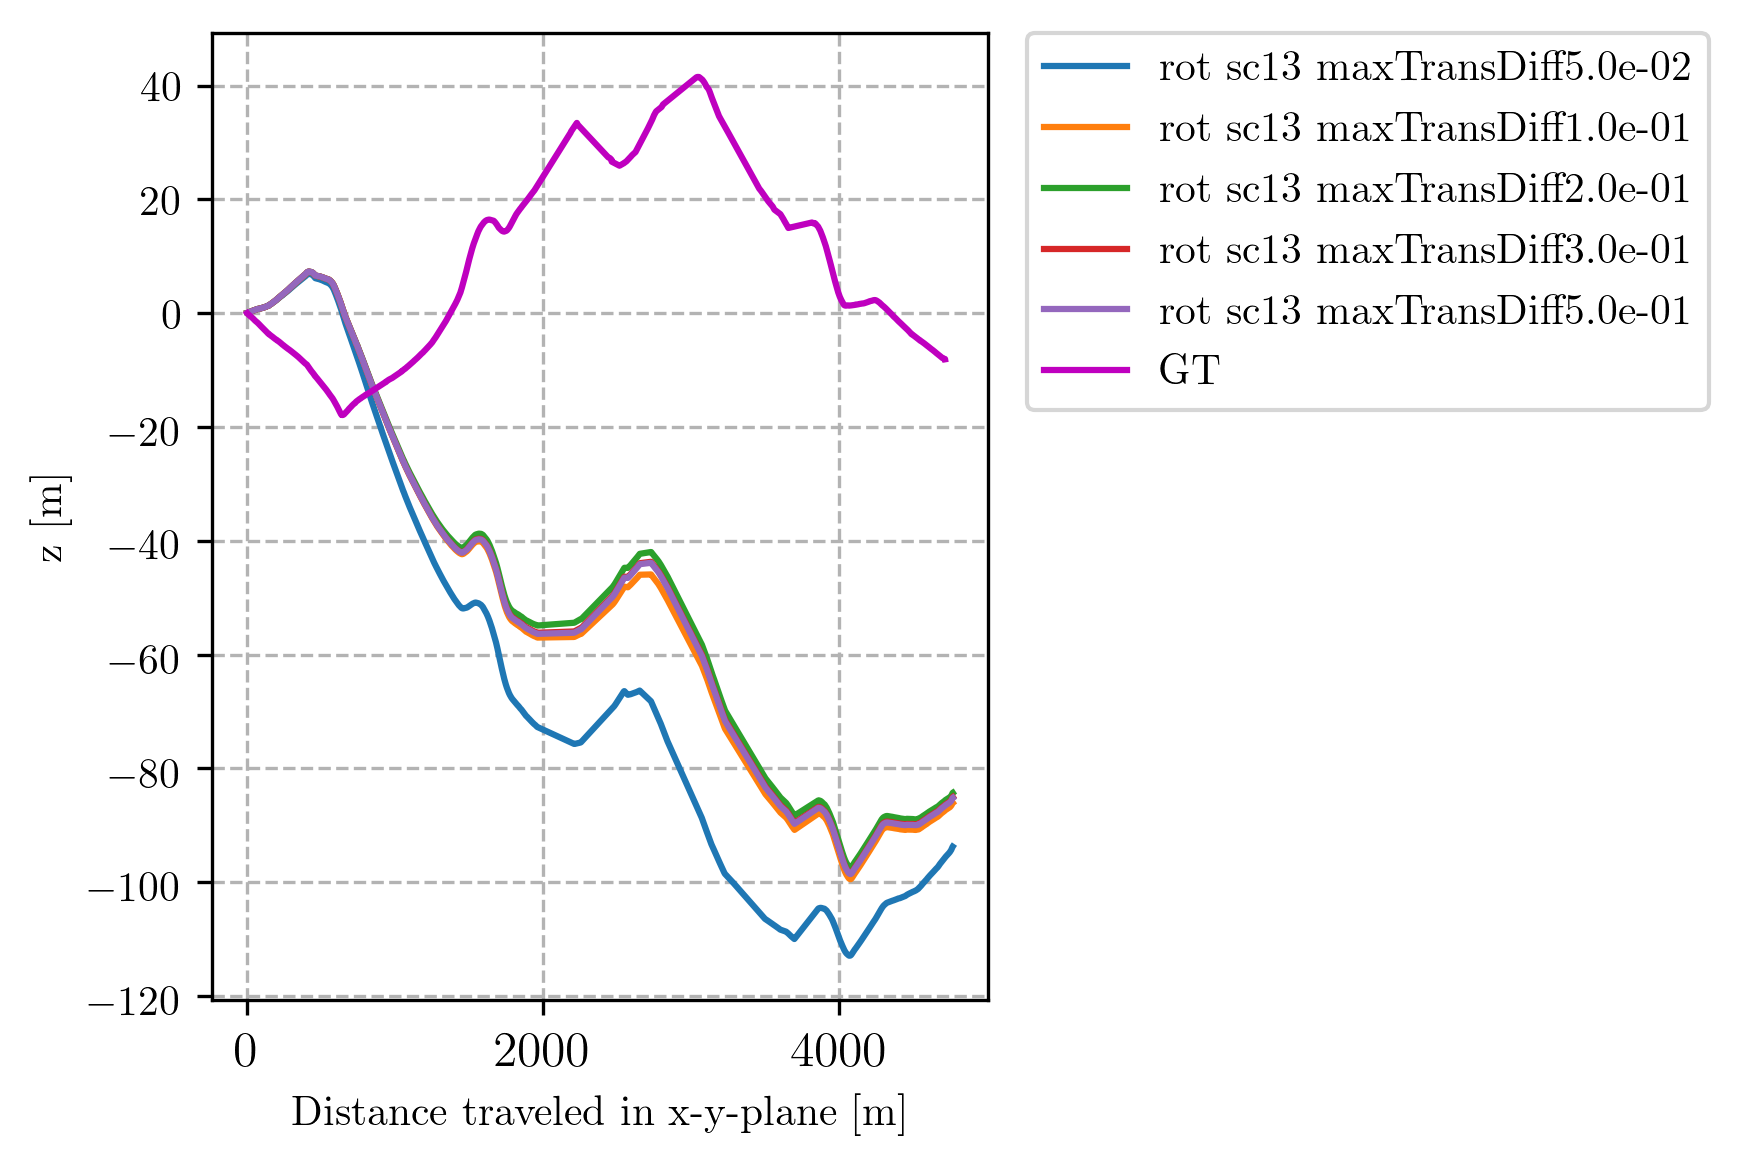 40
20
0
−20
−40
−60
−80
−100
−120
z [m]
0 2000 4000
Distance traveled in x-y-plane [m]
rot sc13 maxTransDiff5.0e-02
rot sc13 maxTransDiff1.0e-01
rot sc13 maxTransDiff2.0e-01
rot sc13 maxTransDiff3.0e-01
rot sc13 maxTransDiff5.0e-01
GT